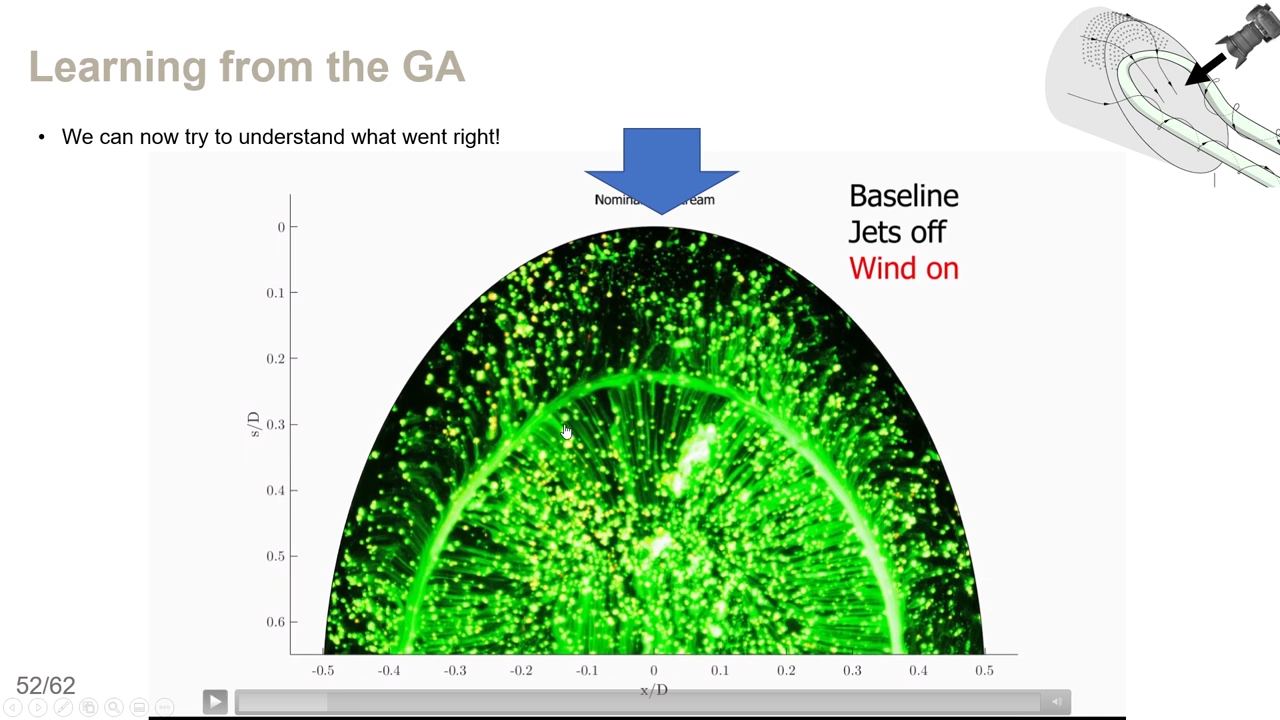 Learning from the GA
• We can now try to understand what went right!
Nomina ream
Baseline
Jets off
Wind on
0
0.1
0.2
0.3
0.4
0.5
0.6
s/D
-0.5 -0.4 -0.3 -0.2 -0.1 0 0.1 0.2 0.3 0.4 0.5
x/D
52/62